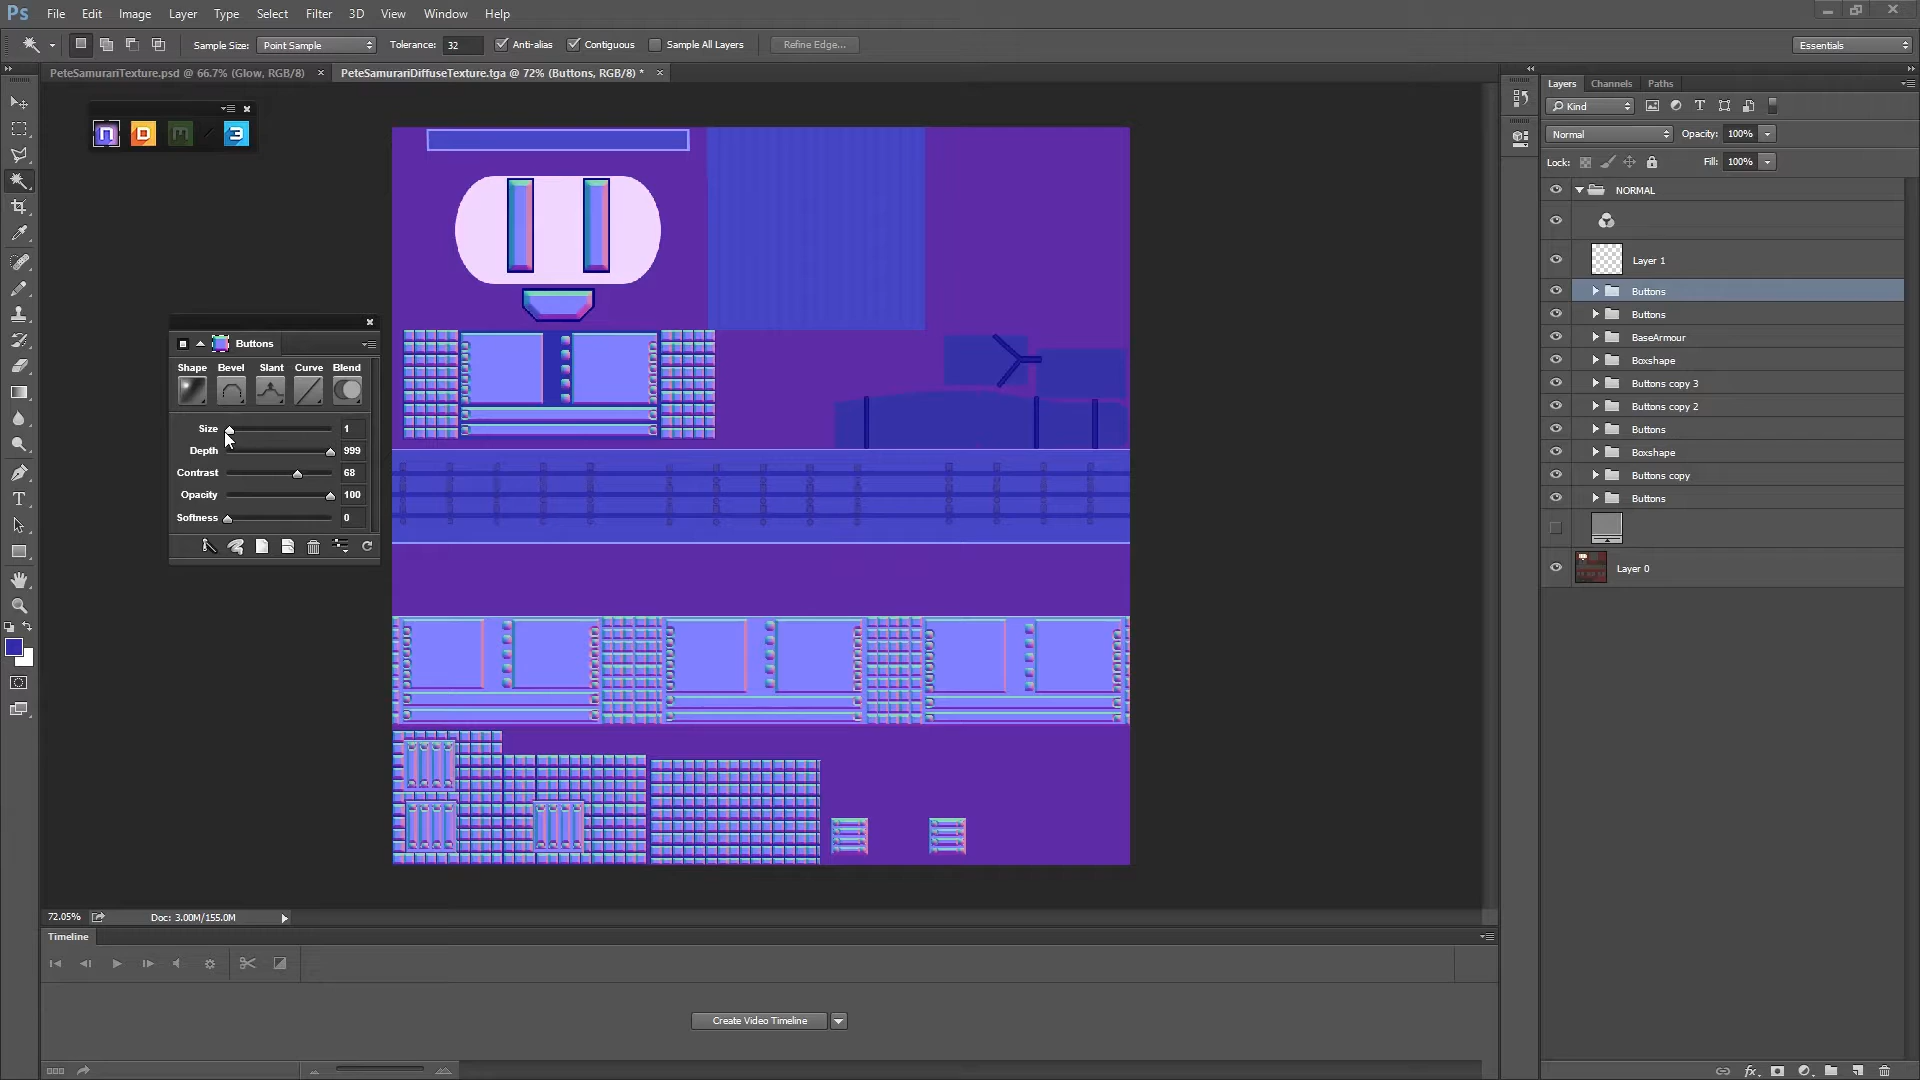 Ps File Edit Image Layer Type Select Filter 3D View Window Help
Sample Size: Point Sample Tolerance: 32 Anti-alias Contiguous Sample All Layers Refine Edge... Essentials
PeteSamurariTexture.psd @ 66.7% (Glow, RGB/8) × PeteSamurariDiffuseTexture.tga @ 72% (Buttons, RGB/8) * ×
Layers Channels Paths
Kind
Normal Opacity: 100%
Lock: Fill: 100%
NORMAL
Layer 1
Buttons
Buttons
BaseArmour
Boxshape
Buttons copy 3
Buttons copy 2
Buttons
Boxshape
Buttons copy
Buttons
Layer 0
n D M 3
Buttons
Shape Bevel Slant Curve Blend
Size 1
Depth 999
Contrast 68
Opacity 100
Softness 0
72.05% Doc: 3.00M/155.0M
Timeline
Create Video Timeline